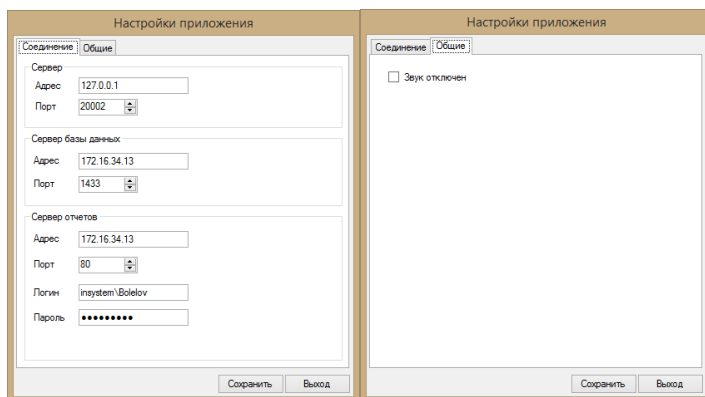 Настройки приложения
Соединение Общие
Сервер
Адрес 127.0.0.1
Порт 20002
Сервер базы данных
Адрес 172.16.34.13
Порт 1433
Сервер отчетов
Адрес 172.16.34.13
Порт 80
Логин insystem\Bolelov
Пароль ●●●●●●●●●
Сохранить Выход
Настройки приложения
Соединение Общие
Звук отключен
Сохранить Выход